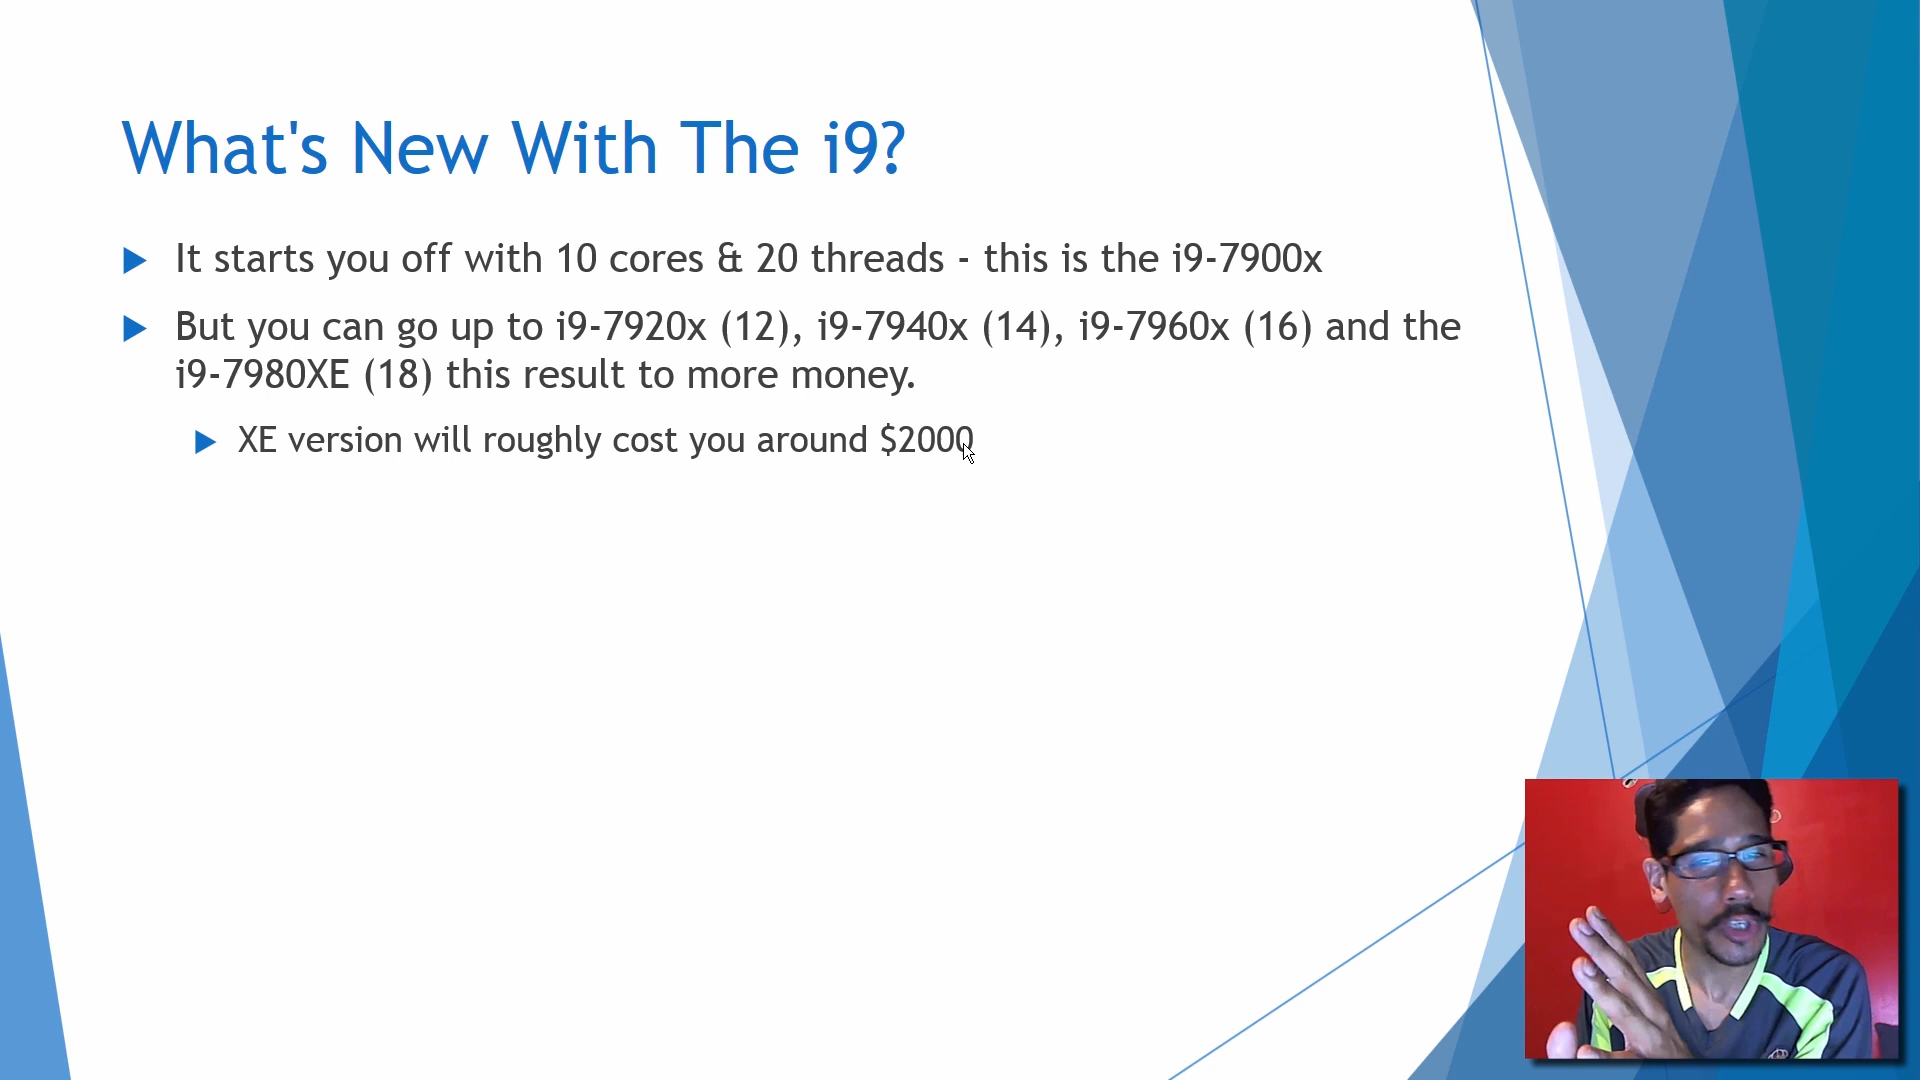 What's New With The i9?
It starts you off with 10 cores & 20 threads - this is the i9-7900x
But you can go up to i9-7920x (12), i9-7940x (14), i9-7960x (16) and the
i9-7980XE (18) this result to more money.
XE version will roughly cost you around $2000